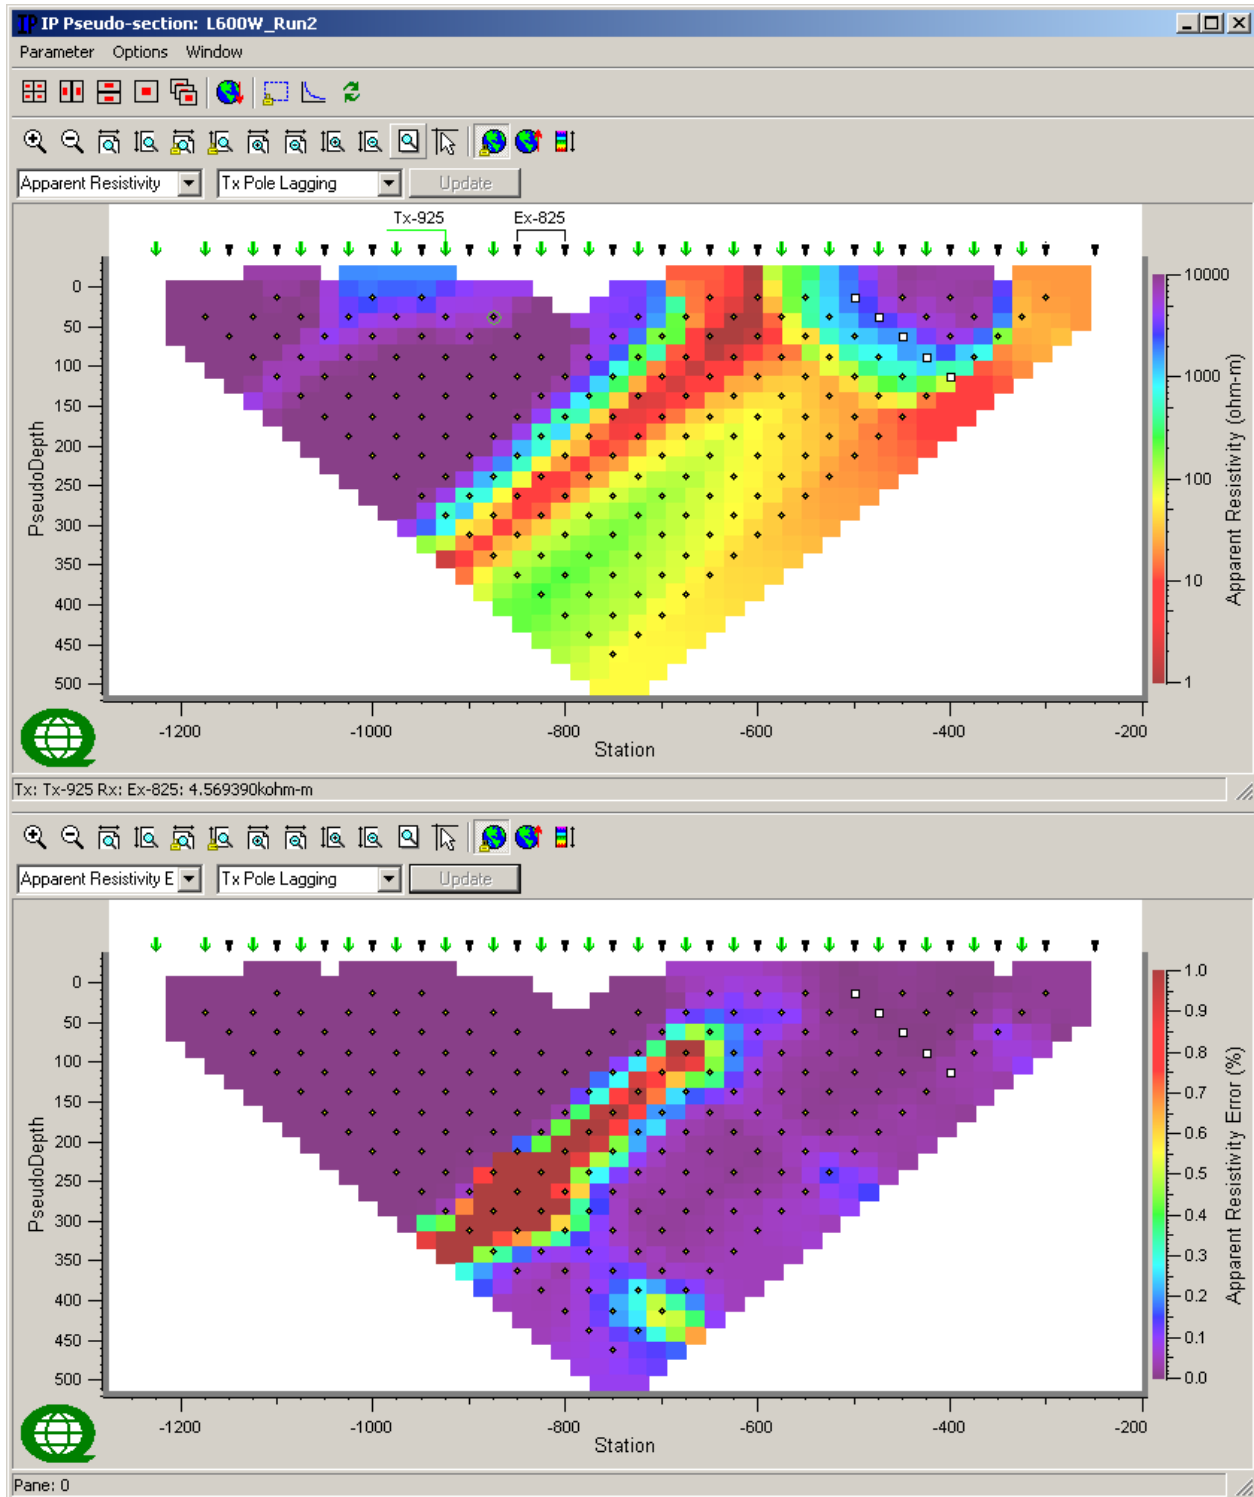 IP IP Pseudo-section: L600W_Run2
Parameter Options Window
Apparent Resistivity Tx Pole Lagging Update
Tx-925 Ex-825
0
50
100
150
200
250
300
350
400
450
500
PseudoDepth
-1200 -1000 -800 -600 -400 -200
Station
10000
1000
100
10
1
Apparent Resistivity (ohm-m)
Tx: Tx-925 Rx: Ex-825: 4.569390kohm-m
Apparent Resistivity E Tx Pole Lagging Update
0
50
100
150
200
250
300
350
400
450
500
PseudoDepth
-1200 -1000 -800 -600 -400 -200
Station
1.0
0.9
0.8
0.7
0.6
0.5
0.4
0.3
0.2
0.1
0.0
Apparent Resistivity Error (%)
Pane: 0